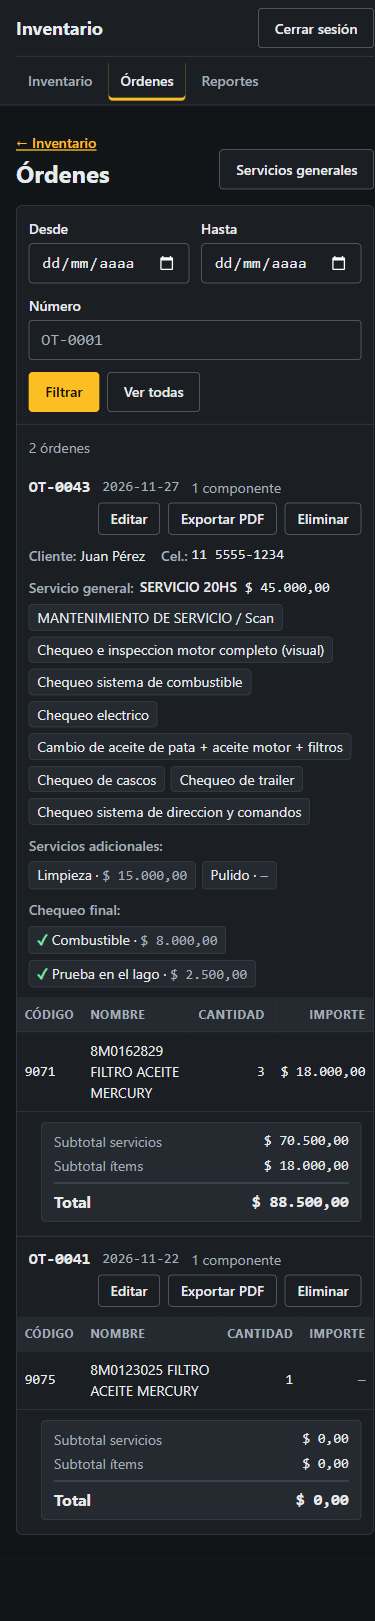 Inventario
Cerrar sesión
Inventario Órdenes Reportes
← Inventario
Órdenes
Servicios generales
Desde Hasta
dd/mm/aaaa dd/mm/aaaa
Número
OT-0001
Filtrar Ver todas
2 órdenes
OT-0043 2026-11-27 1 componente
Editar Exportar PDF Eliminar
Cliente: Juan Pérez Cel.: 11 5555-1234
Servicio general: SERVICIO 20HS $ 45.000,00
MANTENIMIENTO DE SERVICIO / Scan
Chequeo e inspeccion motor completo (visual)
Chequeo sistema de combustible
Chequeo electrico
Cambio de aceite de pata + aceite motor + filtros
Chequeo de cascos Chequeo de trailer
Chequeo sistema de direccion y comandos
Servicios adicionales:
Limpieza · $ 15.000,00 Pulido · —
Chequeo final:
✓ Combustible · $ 8.000,00
✓ Prueba en el lago · $ 2.500,00
CÓDIGO NOMBRE CANTIDAD IMPORTE
9071 8M0162829 FILTRO ACEITE MERCURY 3 $ 18.000,00
Subtotal servicios $ 70.500,00
Subtotal ítems $ 18.000,00
Total $ 88.500,00
OT-0041 2026-11-22 1 componente
Editar Exportar PDF Eliminar
CÓDIGO NOMBRE CANTIDAD IMPORTE
9075 8M0123025 FILTRO ACEITE MERCURY 1 —
Subtotal servicios $ 0,00
Subtotal ítems $ 0,00
Total $ 0,00